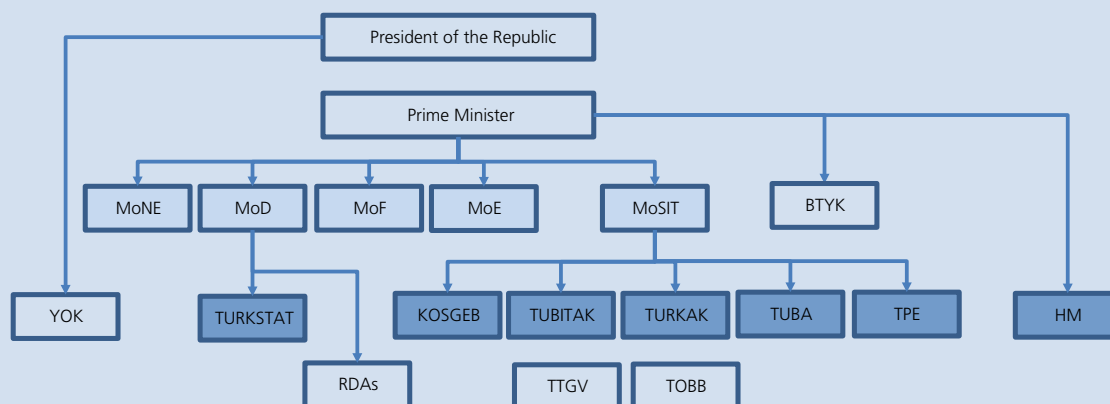 President of the Republic
Prime Minister
MoNE
MoD
MoF
MoE
MoSIT
BTYK
YOK
TURKSTAT
KOSGEB
TUBITAK
TURKAK
TUBA
TPE
HM
RDAs
TTGV
TOBB